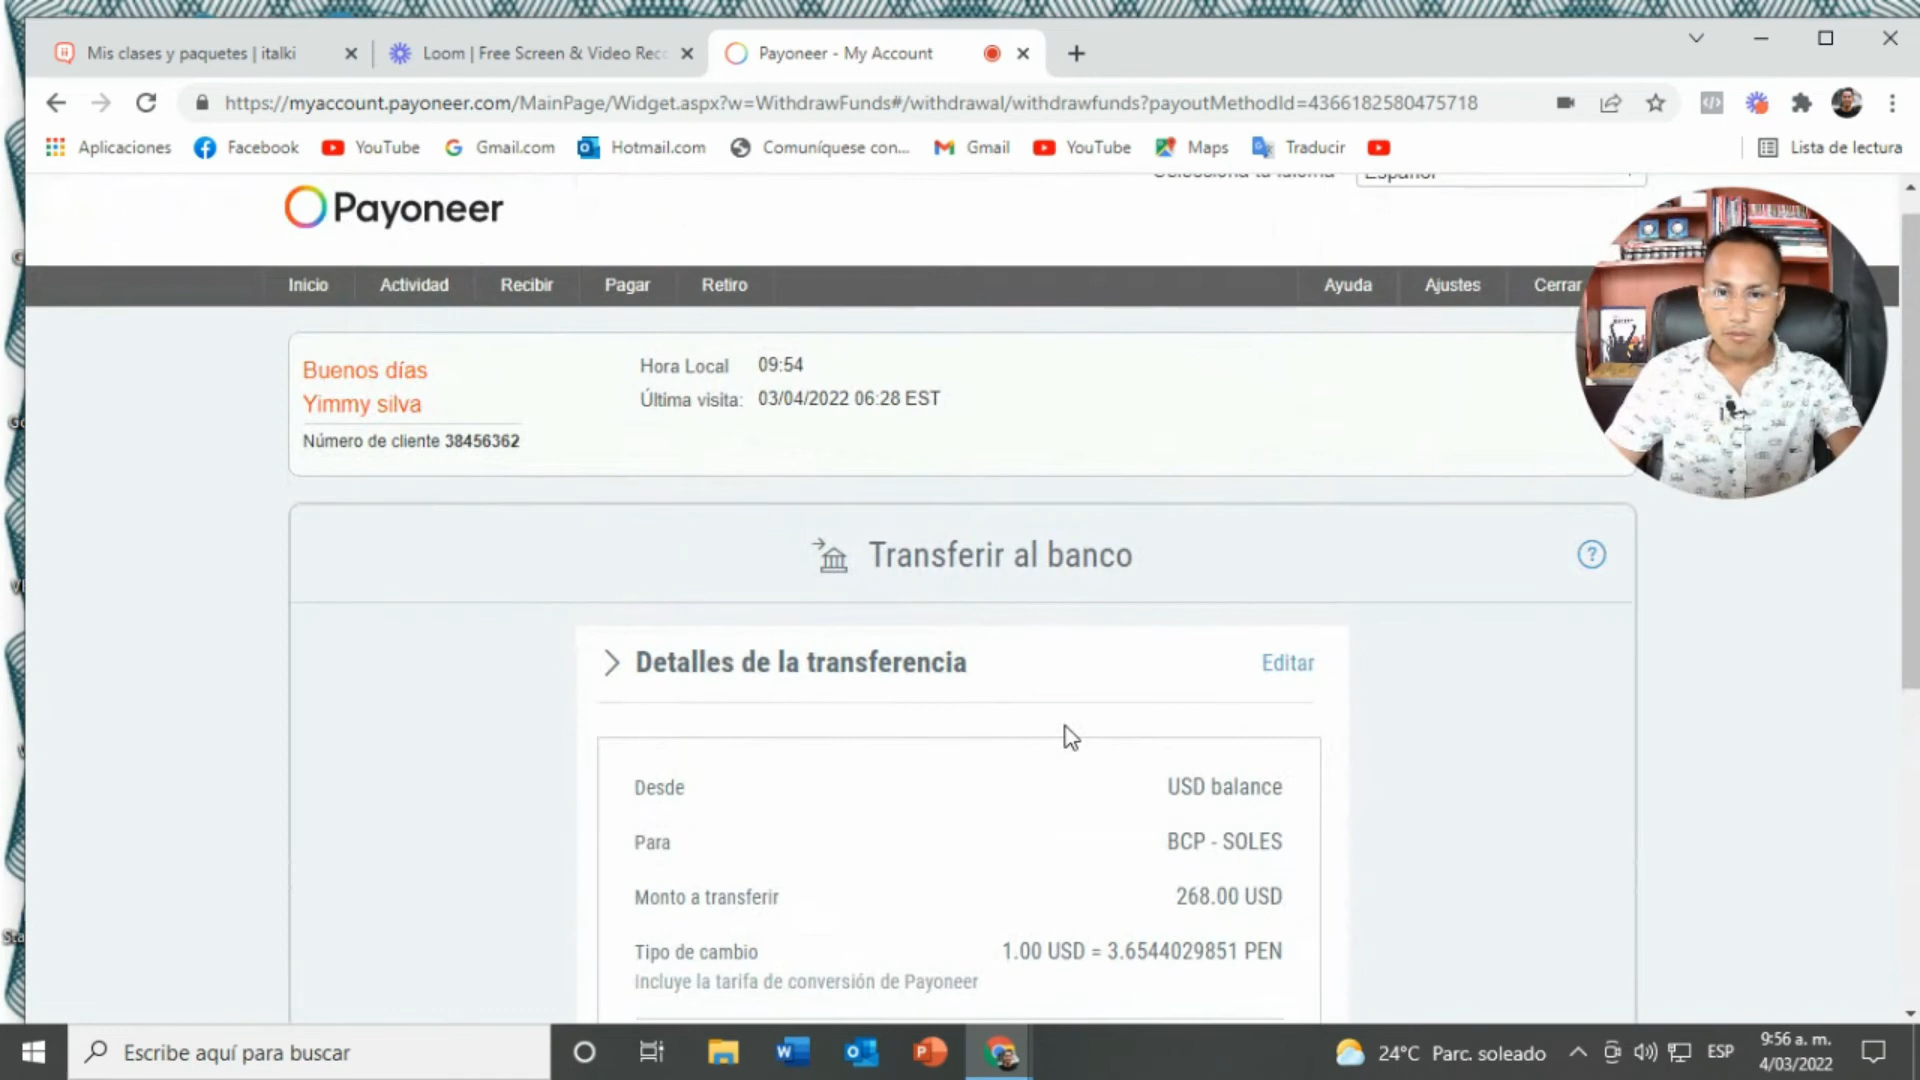 Mis clases y paquetes | italki
Loom | Free Screen & Video Rec
Payoneer - My Account
https://myaccount.payoneer.com/MainPage/Widget.aspx?w=WithdrawFunds#/withdrawal/withdrawfunds?payoutMethodId=4366182580475718
Aplicaciones Facebook YouTube Gmail.com Hotmail.com Comuníquese con... Gmail YouTube Maps Traducir Lista de lectura
Selecciona tu idioma Español
Payoneer
Inicio Actividad Recibir Pagar Retiro Ayuda Ajustes Cerrar
Buenos días
Yimmy silva
Número de cliente 38456362
Hora Local 09:54
Última visita: 03/04/2022 06:28 EST
Transferir al banco
?
Detalles de la transferencia Editar
Desde USD balance
Para BCP - SOLES
Monto a transferir 268.00 USD
Tipo de cambio 1.00 USD = 3.6544029851 PEN
Incluye la tarifa de conversión de Payoneer
Escribe aquí para buscar
24°C Parc. soleado
ESP
9:56 a. m.
4/03/2022